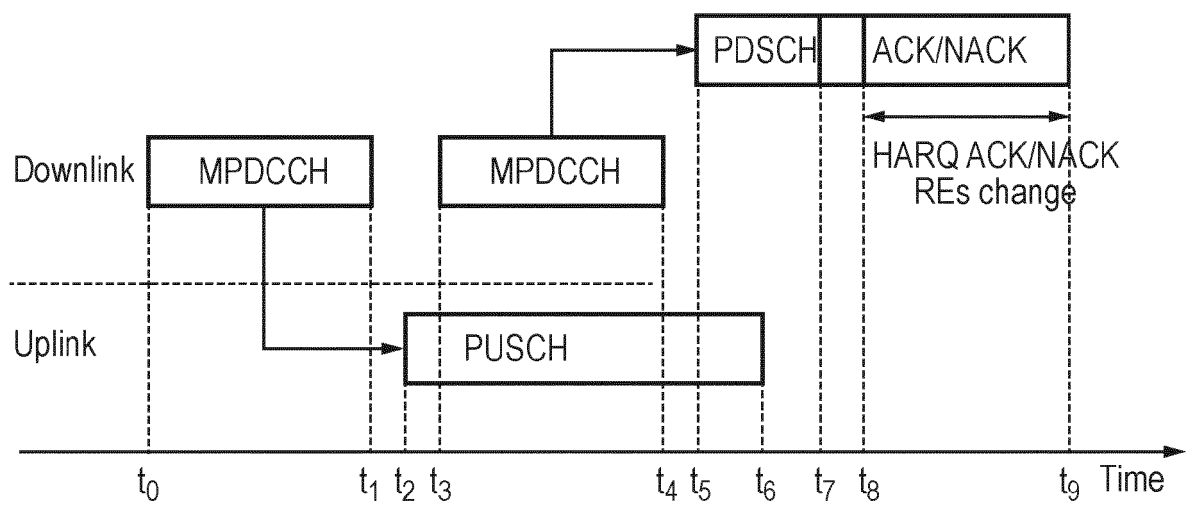 PDSCH ACK/NACK
Downlink MPDCCH MPDCCH HARQ ACK/NACK
REs change
Uplink PUSCH
t0 t1 t2 t3 t4 t5 t6 t7 t8 t9 Time